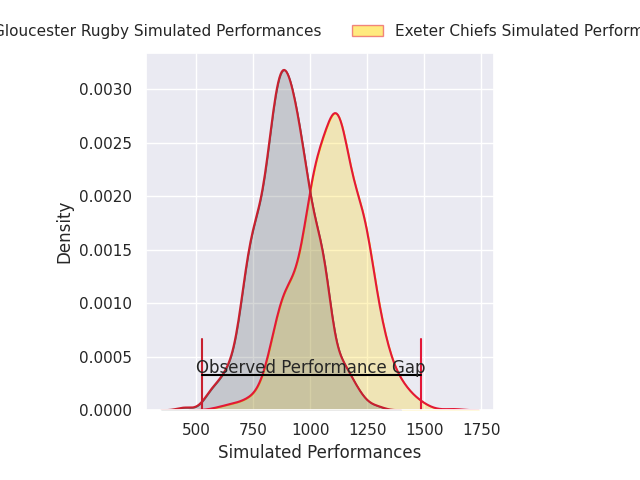 Gloucester Rugby Simulated Performances
Exeter Chiefs Simulated
0.0030
0.0025
0.0020
0.0015
0.0010
0.0005
0.0000
Density
Observed Performance Gap
500 750 1000 1250 1500 1750
Simulated Performances